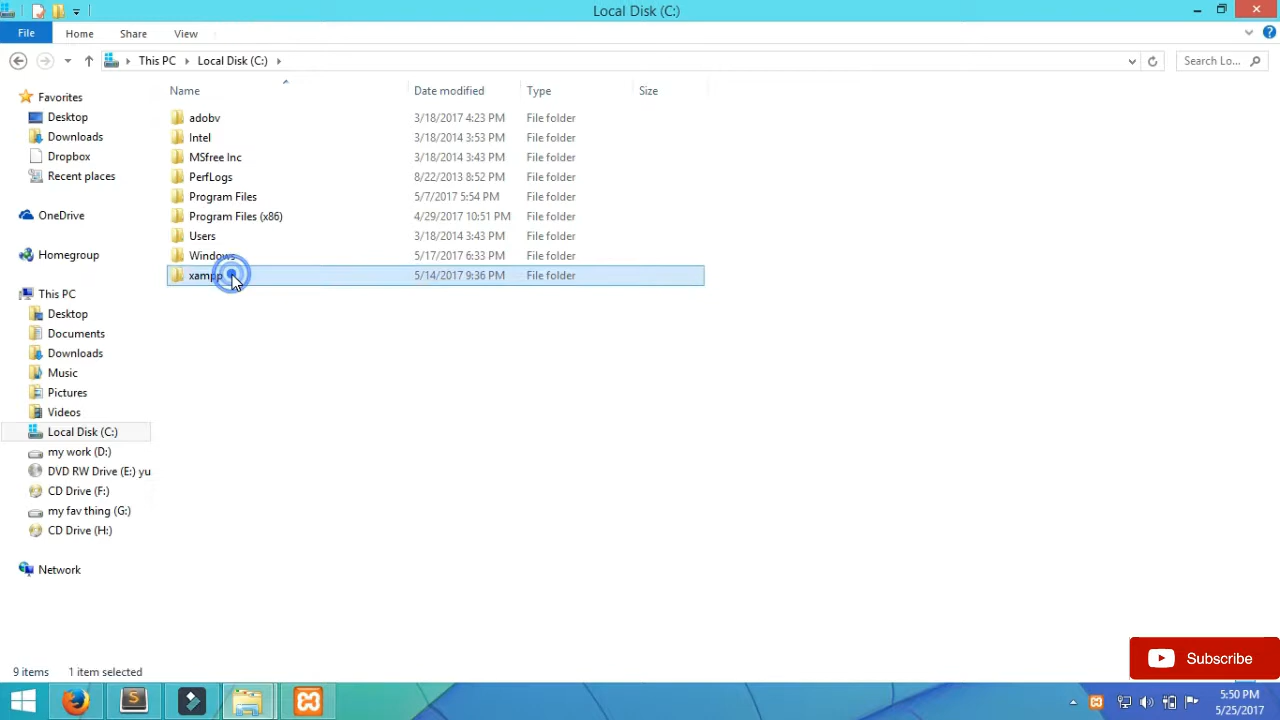 Local Disk (C:)
File Home Share View
This PC Local Disk (C:) Search Lo...
Name Date modified Type Size
Favorites
Desktop
Downloads
Dropbox
Recent places
OneDrive
Homegroup
This PC
Desktop
Documents
Downloads
Music
Pictures
Videos
Local Disk (C:)
my work (D:)
DVD RW Drive (E:) yu
CD Drive (F:)
my fav thing (G:)
CD Drive (H:)
Network
adobv 3/18/2017 4:23 PM File folder
Intel 3/18/2014 3:53 PM File folder
MSfree Inc 3/18/2014 3:43 PM File folder
PerfLogs 8/22/2013 8:52 PM File folder
Program Files 5/7/2017 5:54 PM File folder
Program Files (x86) 4/29/2017 10:51 PM File folder
Users 3/18/2014 3:43 PM File folder
Windows 5/17/2017 6:33 PM File folder
xampp 5/14/2017 9:36 PM File folder
9 items 1 item selected
Subscribe
5:50 PM
5/25/2017